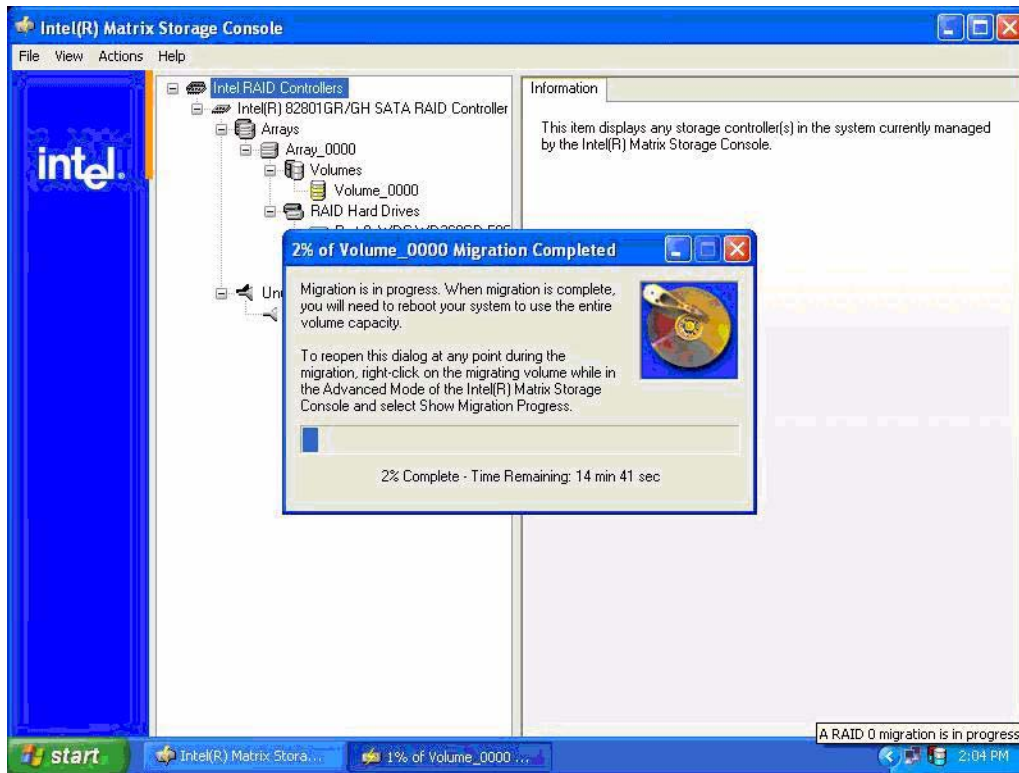 Intel(R) Matrix Storage Console
File View Actions Help
intel.
Intel RAID Controllers
Intel(R) 82801GR/GH SATA RAID Controller
Arrays
Array_0000
Volumes
Volume_0000
RAID Hard Drives
Un
Information
This item displays any storage controller(s) in the system currently managed
by the Intel(R) Matrix Storage Console.
2% of Volume_0000 Migration Completed
Migration is in progress. When migration is complete,
you will need to reboot your system to use the entire
volume capacity.
To reopen this dialog at any point during the
migration, right-click on the migrating volume while in
the Advanced Mode of the Intel(R) Matrix Storage
Console and select Show Migration Progress.
2% Complete - Time Remaining: 14 min 41 sec
A RAID 0 migration is in progress
start
Intel(R) Matrix Stora...
1% of Volume_0000 ...
2:04 PM